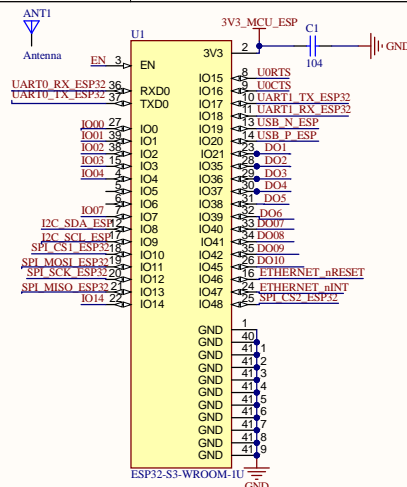 ANT1
Antenna
U1
3V3_MCU_ESP
C1
104
GND
EN 3 EN
3V3 2
UART0_RX_ESP32 36 RXD0
UART0_TX_ESP32 37 TXD0
IO00 27 IO0
IO01 39 IO1
IO02 38 IO2
IO03 15 IO3
IO04 4 IO4
5 IO5
6 IO6
IO07 7 IO7
I2C_SDA_ESP 12 IO8
I2C_SCL_ESP 17 IO9
SPI_CS1_ESP32 18 IO10
SPI_MOSI_ESP32 19 IO11
SPI_SCK_ESP32 20 IO12
SPI_MISO_ESP32 21 IO13
IO14 22 IO14
IO15 8 U0RTS
IO16 9 U0CTS
IO17 10 UART1_TX_ESP32
IO18 11 UART1_RX_ESP32
IO19 13 USB_N_ESP
IO20 14 USB_P_ESP
IO21 23 DO1
IO35 28 DO2
IO36 29 DO3
IO37 30 DO4
IO38 31 DO5
IO39 32 DO6
IO40 33 DO07
IO41 34 DO08
IO42 35 DO09
IO45 26 DO10
IO46 16 ETHERNET_nRESET
IO47 24 ETHERNET_nINT
IO48 25 SPI_CS2_ESP32
GND 1
GND 40
GND 41
GND 41 1
GND 41 2
GND 41 3
GND 41 4
GND 41 5
GND 41 6
GND 41 7
GND 41 8
GND 41 9
ESP32-S3-WROOM-1U
GND